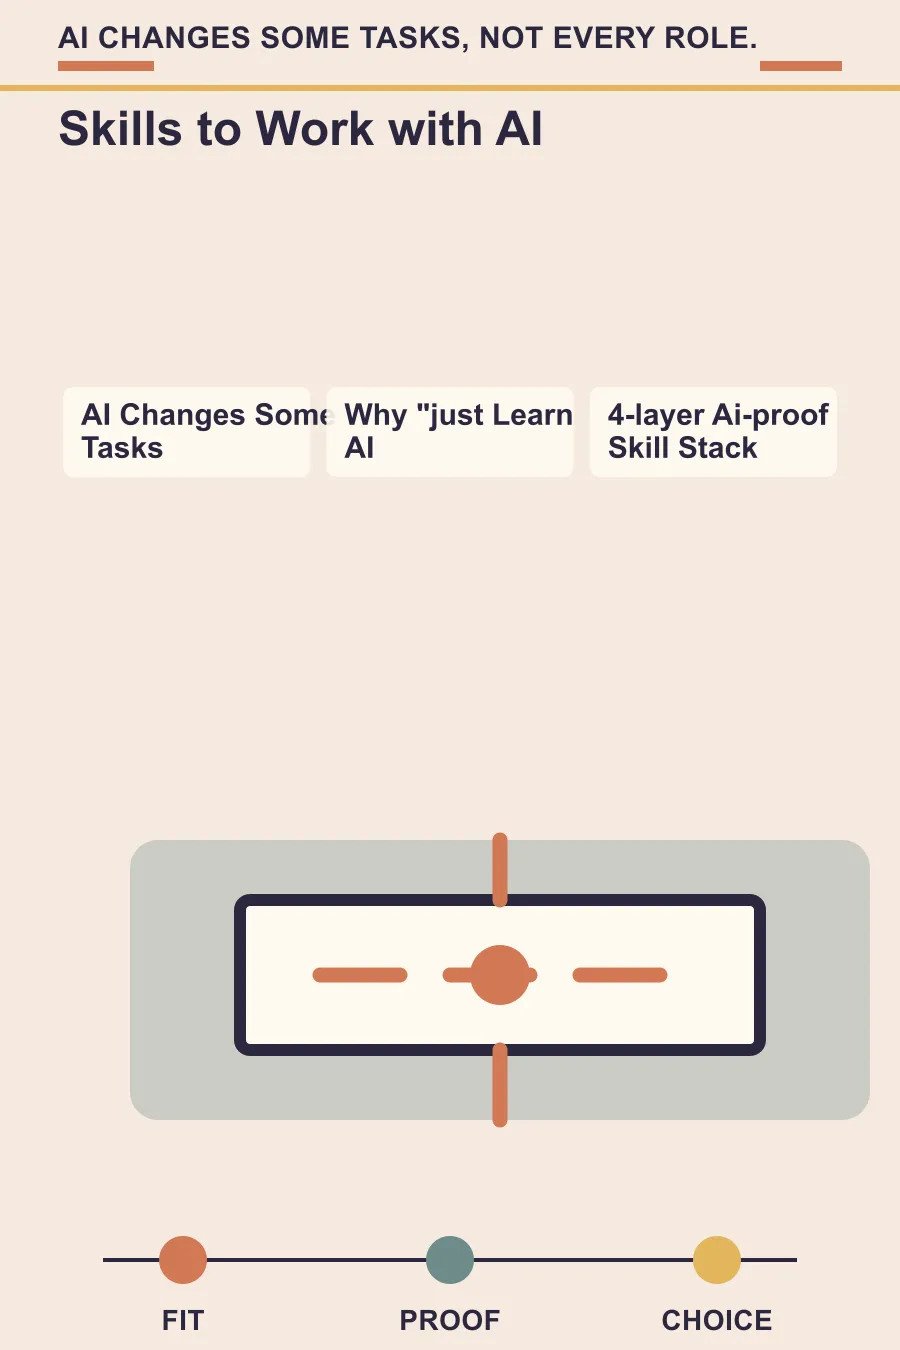 AI CHANGES SOME TASKS, NOT EVERY ROLE.
Skills to Work with AI
AI Changes Some
Tasks
Why "just Learn
AI
4-layer Ai-proof
Skill Stack
FIT
PROOF
CHOICE